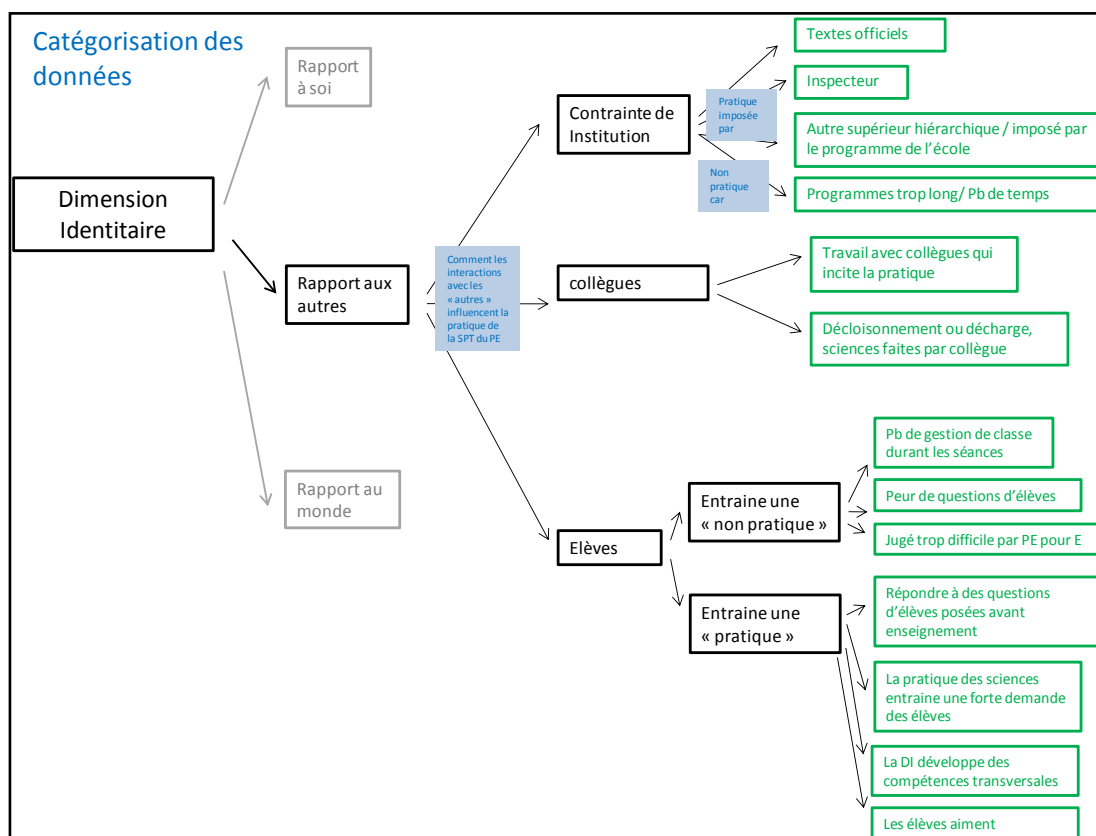 Catégorisation des
données
Dimension
Identitaire
Rapport
à soi
Rapport aux
autres
Rapport au
monde
Comment les
interactions
avec les
« autres »
influencent la
pratique de
la SPT du PE
Contrainte de
Institution
Pratique
imposée
par
Non
pratique
car
Textes officiels
Inspecteur
Autre supérieur hiérarchique / imposé par
le programme de l’école
Programmes trop long/ Pb de temps
collègues
Travail avec collègues qui
incite la pratique
Décloisonnement ou décharge,
sciences faites par collègue
Elèves
Entraine une
« non pratique »
Pb de gestion de classe
durant les séances
Peur de questions d’élèves
Jugé trop difficile par PE pour E
Entraine une
« pratique »
Répondre à des questions
d’élèves posées avant
enseignement
La pratique des sciences
entraine une forte demande
des élèves
La DI développe des
compétences transversales
Les élèves aiment